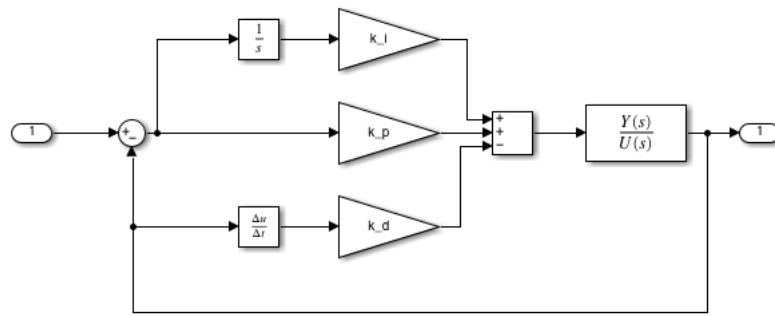 1
+
−
1
s
k_i
k_p
Δu
Δt
k_d
+
+
−
Y(s)
U(s)
1